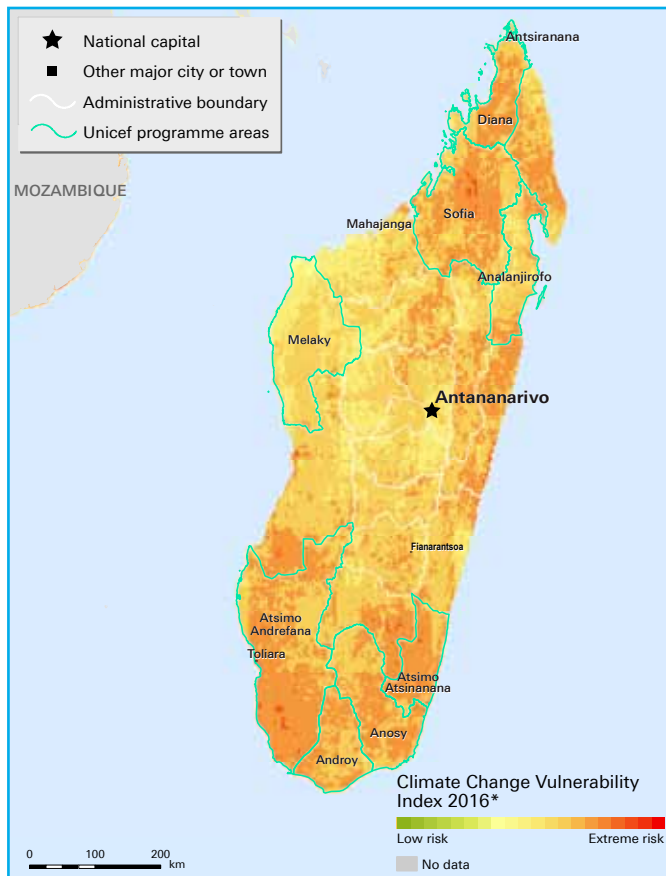 National capital
Other major city or town
Administrative boundary
Unicef programme areas
MOZAMBIQUE
Antsiranana
Diana
Sofia
Mahajanga
Analanjirofo
Melaky
Antananarivo
Fianarantsoa
Atsimo
Andrefana
Toliara
Atsimo
Atsinanana
Anosy
Androy
Climate Change Vulnerability
Index 2016*
Low risk
Extreme risk
No data
0 100 200
km